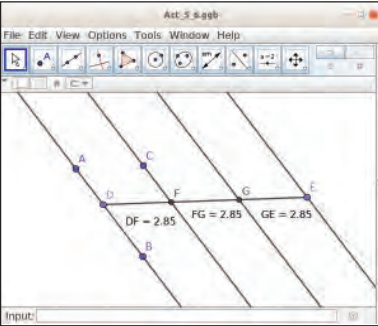 Act_5_6.ggb
File Edit View Options Tools Window Help
A
a=2
A
C
D
F
G
E
DF = 2.85
FG = 2.85
GE = 2.85
B
Input: